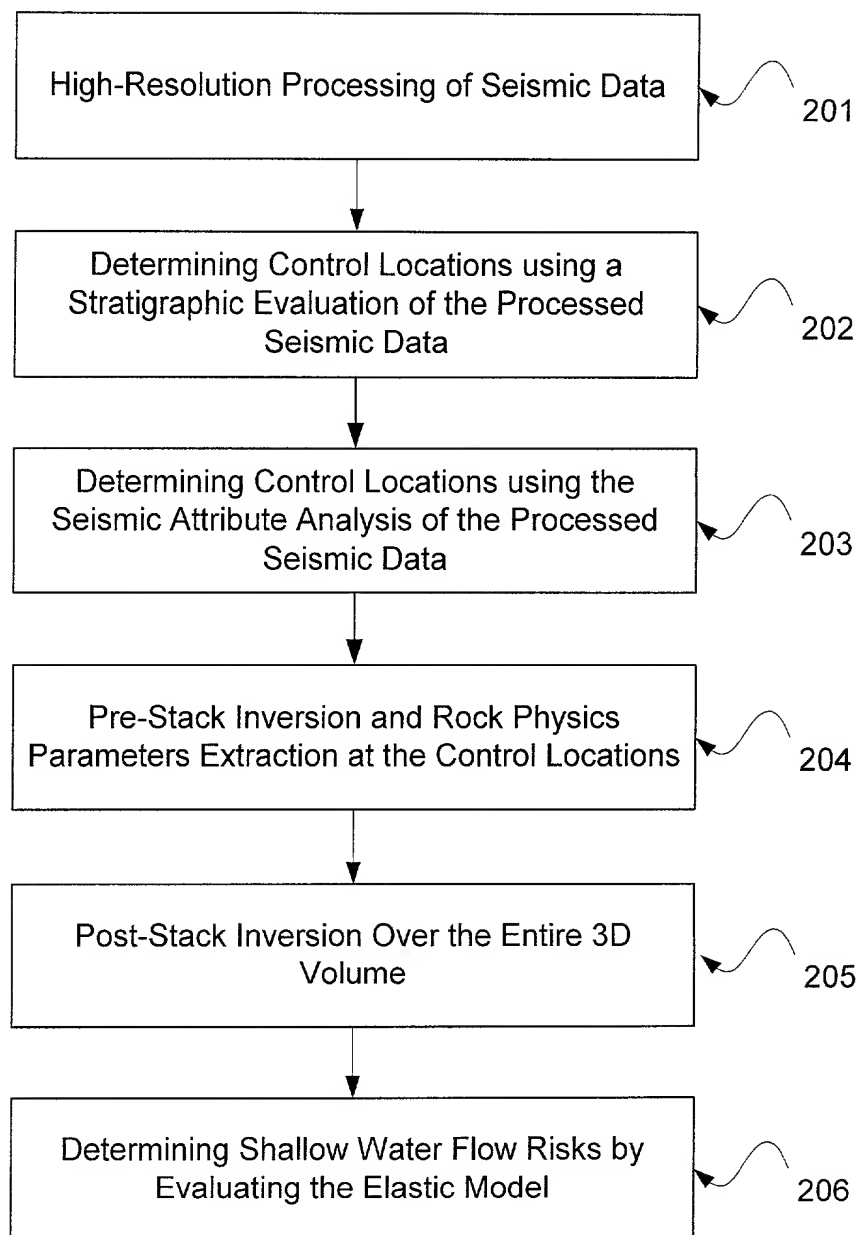 High-Resolution Processing of Seismic Data
201
Determining Control Locations using a
Stratigraphic Evaluation of the Processed
Seismic Data
202
Determining Control Locations using the
Seismic Attribute Analysis of the Processed
Seismic Data
203
Pre-Stack Inversion and Rock Physics
Parameters Extraction at the Control Locations
204
Post-Stack Inversion Over the Entire 3D
Volume
205
Determining Shallow Water Flow Risks by
Evaluating the Elastic Model
206